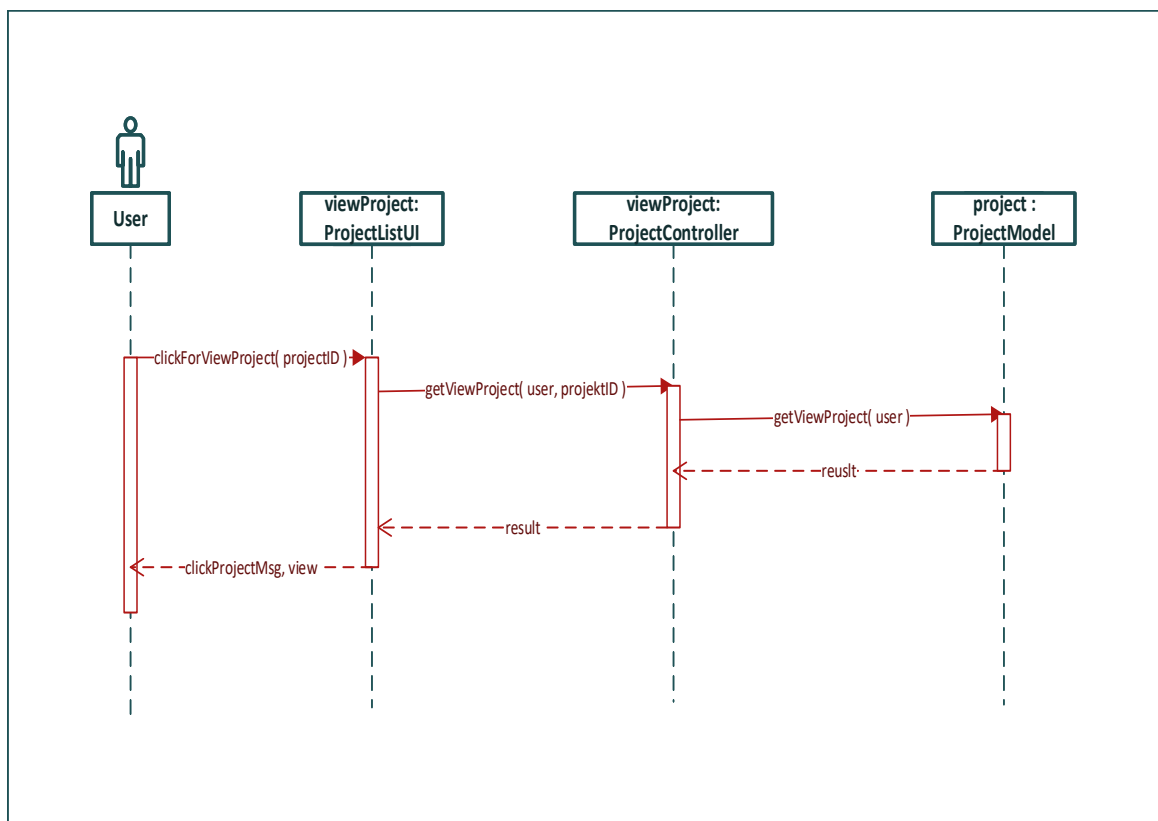 User
viewProject:
ProjectListUI
viewProject:
ProjectController
project :
ProjectModel
clickForViewProject( projectID )
getViewProject( user, projektID )
getViewProject( user )
reuslt
result
clickProjectMsg, view